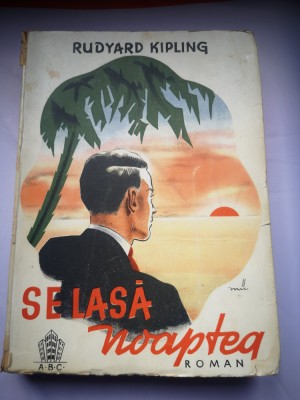 RUDYARD KIPLING
SE LASĂ
noaptea
ROMAN
A·B·C·